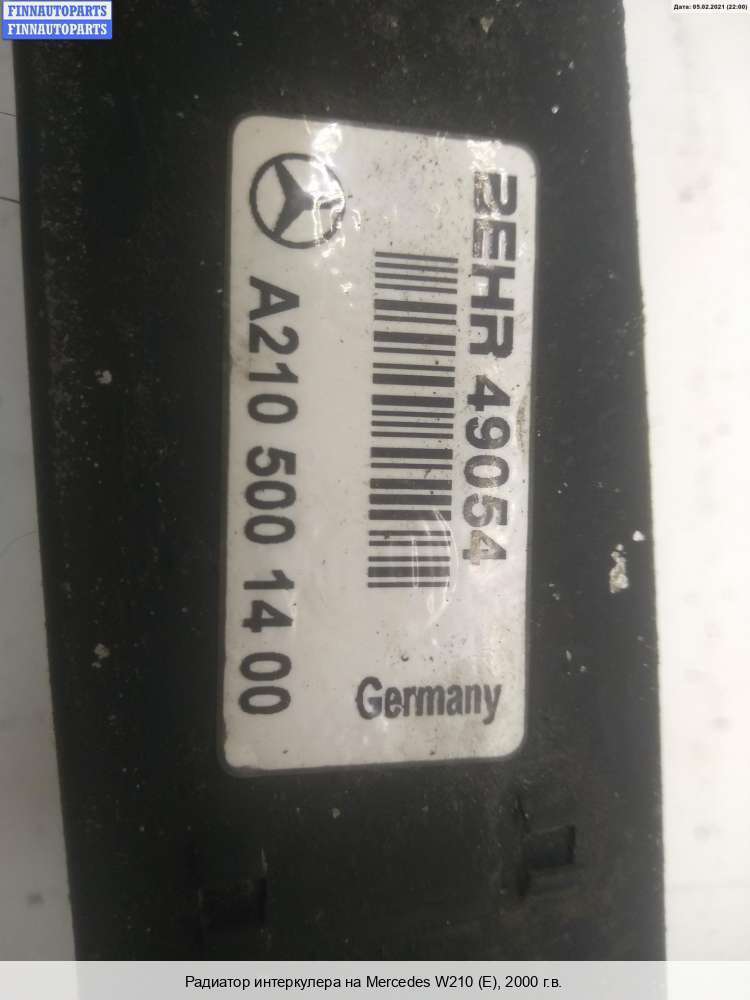 FINNAUTOPARTS
FINNAUTOPARTS
Дата: 05.02.2021 (22:00)
BEHR 49054
A210 500 14 00
Germany
Радиатор интеркулера на Mercedes W210 (E), 2000 г.в.